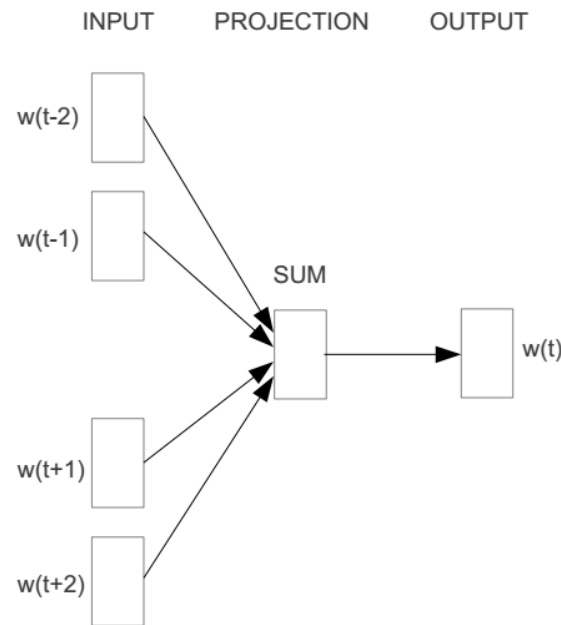 INPUT PROJECTION OUTPUT
w(t-2)
w(t-1)
SUM
w(t)
w(t+1)
w(t+2)